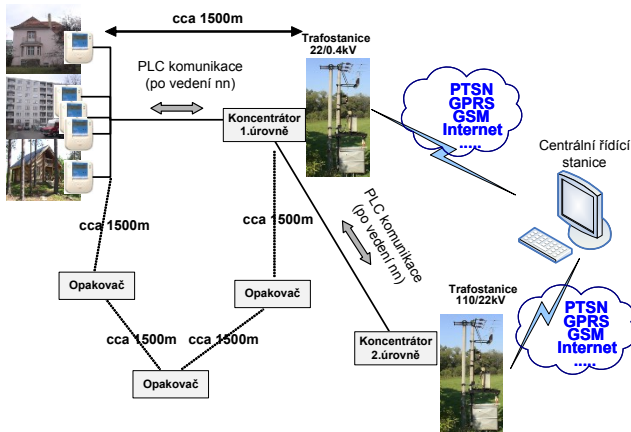 cca 1500m
Trafostanice
22/0.4kV
PLC komunikace
(po vedení nn)
Koncentrátor
1.úrovně
PTSN
GPRS
GSM
Internet
.....
Centrální řídící
stanice
cca 1500m
cca 1500m
PLC komunikace
(po vedení nn)
Opakovač
Opakovač
Trafostanice
110/22kV
PTSN
GPRS
GSM
Internet
.....
cca 1500m
cca 1500m
Koncentrátor
2.úrovně
Opakovač